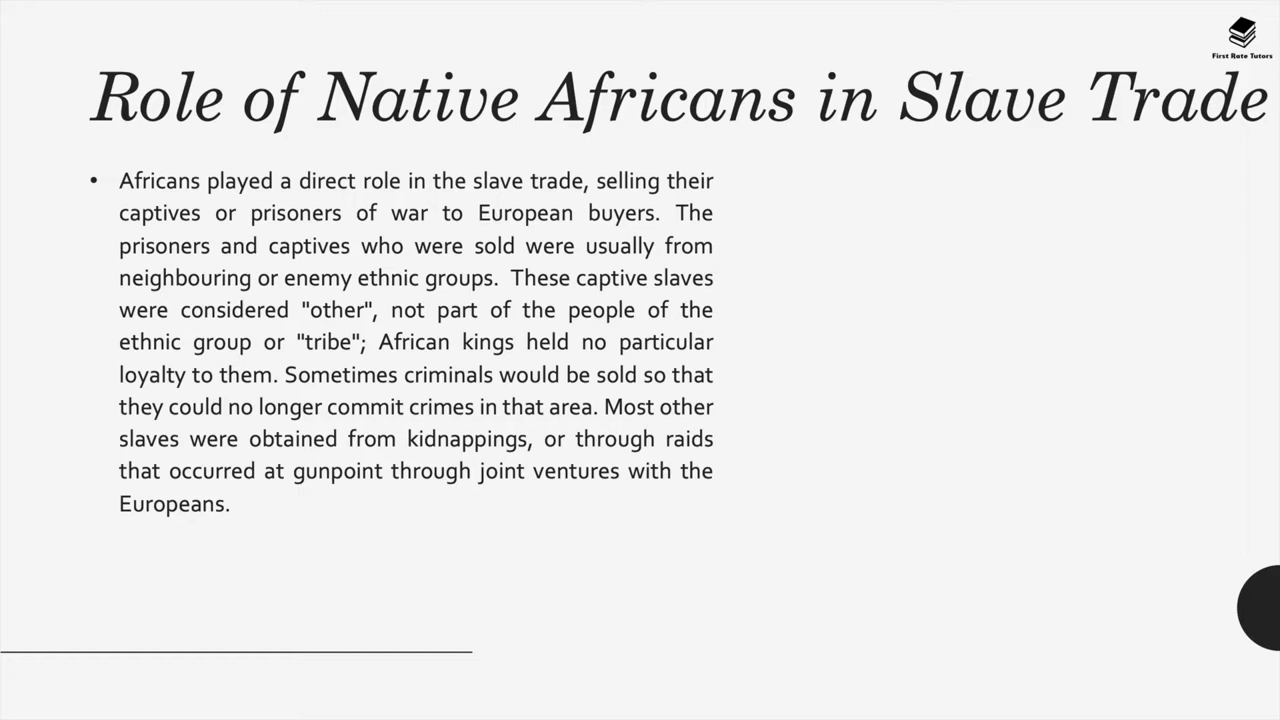 First Rate Tutors
Role of Native Africans in Slave Trade
• Africans played a direct role in the slave trade, selling their
captives or prisoners of war to European buyers. The
prisoners and captives who were sold were usually from
neighbouring or enemy ethnic groups. These captive slaves
were considered "other", not part of the people of the
ethnic group or "tribe"; African kings held no particular
loyalty to them. Sometimes criminals would be sold so that
they could no longer commit crimes in that area. Most other
slaves were obtained from kidnappings, or through raids
that occurred at gunpoint through joint ventures with the
Europeans.